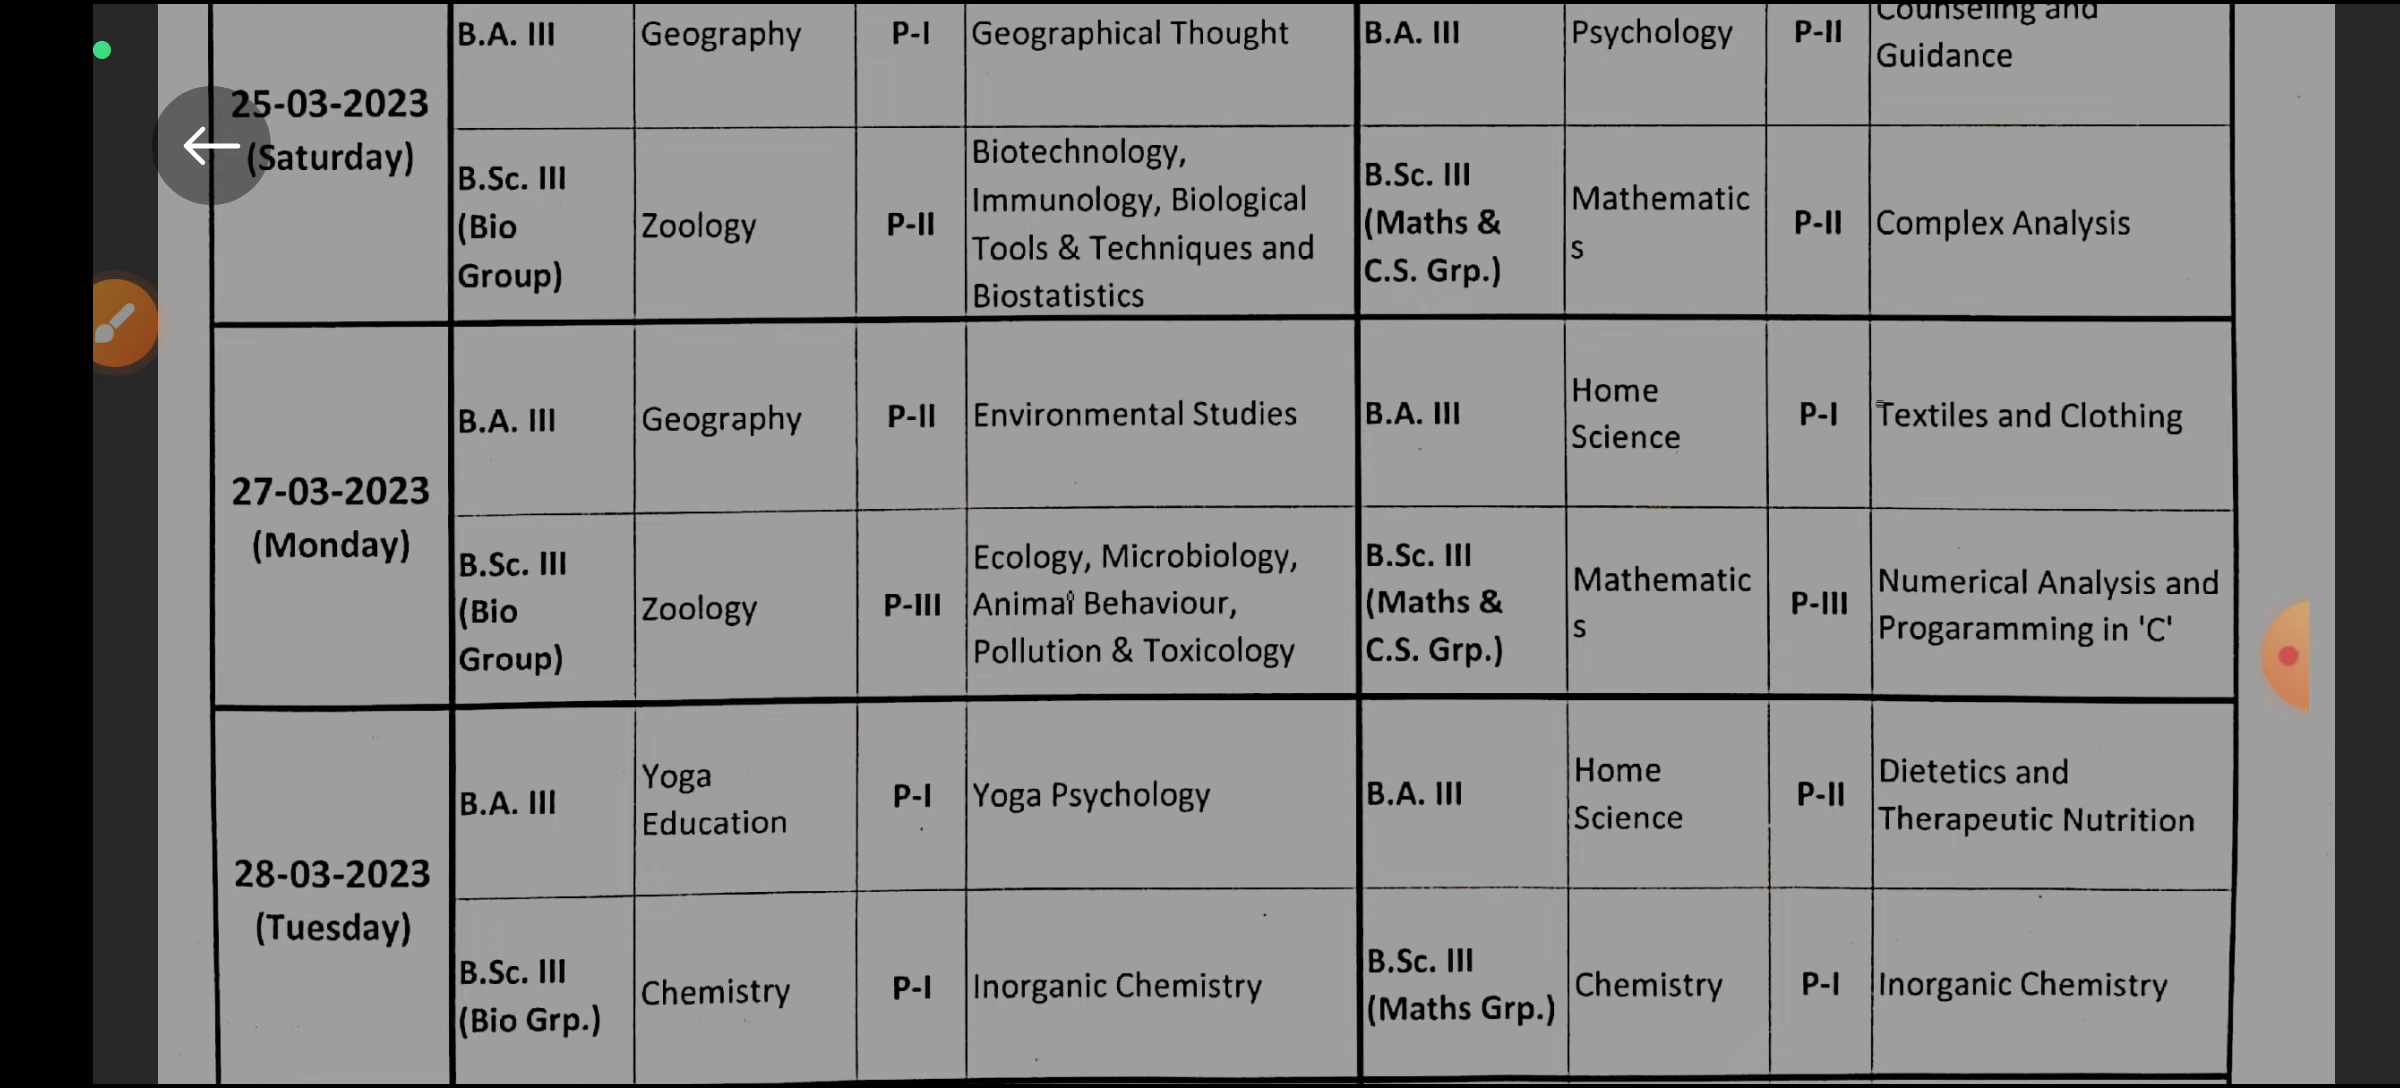 B.A. III
Geography
P-I
Geographical Thought
B.A. III
Psychology
P-II
Counseling and
Guidance
25-03-2023
(Saturday)
B.Sc. III
(Bio
Group)
Zoology
P-II
Biotechnology,
Immunology, Biological
Tools & Techniques and
Biostatistics
B.Sc. III
(Maths &
C.S. Grp.)
Mathematic
s
P-II
Complex Analysis
27-03-2023
(Monday)
B.A. III
Geography
P-II
Environmental Studies
B.A. III
Home
Science
P-I
Textiles and Clothing
B.Sc. III
(Bio
Group)
Zoology
P-III
Ecology, Microbiology,
Animal Behaviour,
Pollution & Toxicology
B.Sc. III
(Maths &
C.S. Grp.)
Mathematic
s
P-III
Numerical Analysis and
Progaramming in 'C'
28-03-2023
(Tuesday)
B.A. III
Yoga
Education
P-I
Yoga Psychology
B.A. III
Home
Science
P-II
Dietetics and
Therapeutic Nutrition
B.Sc. III
(Bio Grp.)
Chemistry
P-I
Inorganic Chemistry
B.Sc. III
(Maths Grp.)
Chemistry
P-I
Inorganic Chemistry